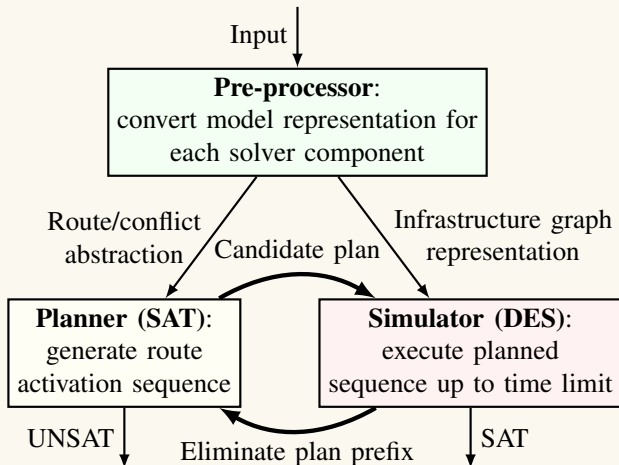 Input
Pre-processor:
convert model representation for
each solver component
Route/conflict
abstraction
Infrastructure graph
representation
Candidate plan
Planner (SAT):
generate route
activation sequence
Simulator (DES):
execute planned
sequence up to time limit
UNSAT
Eliminate plan prefix
SAT